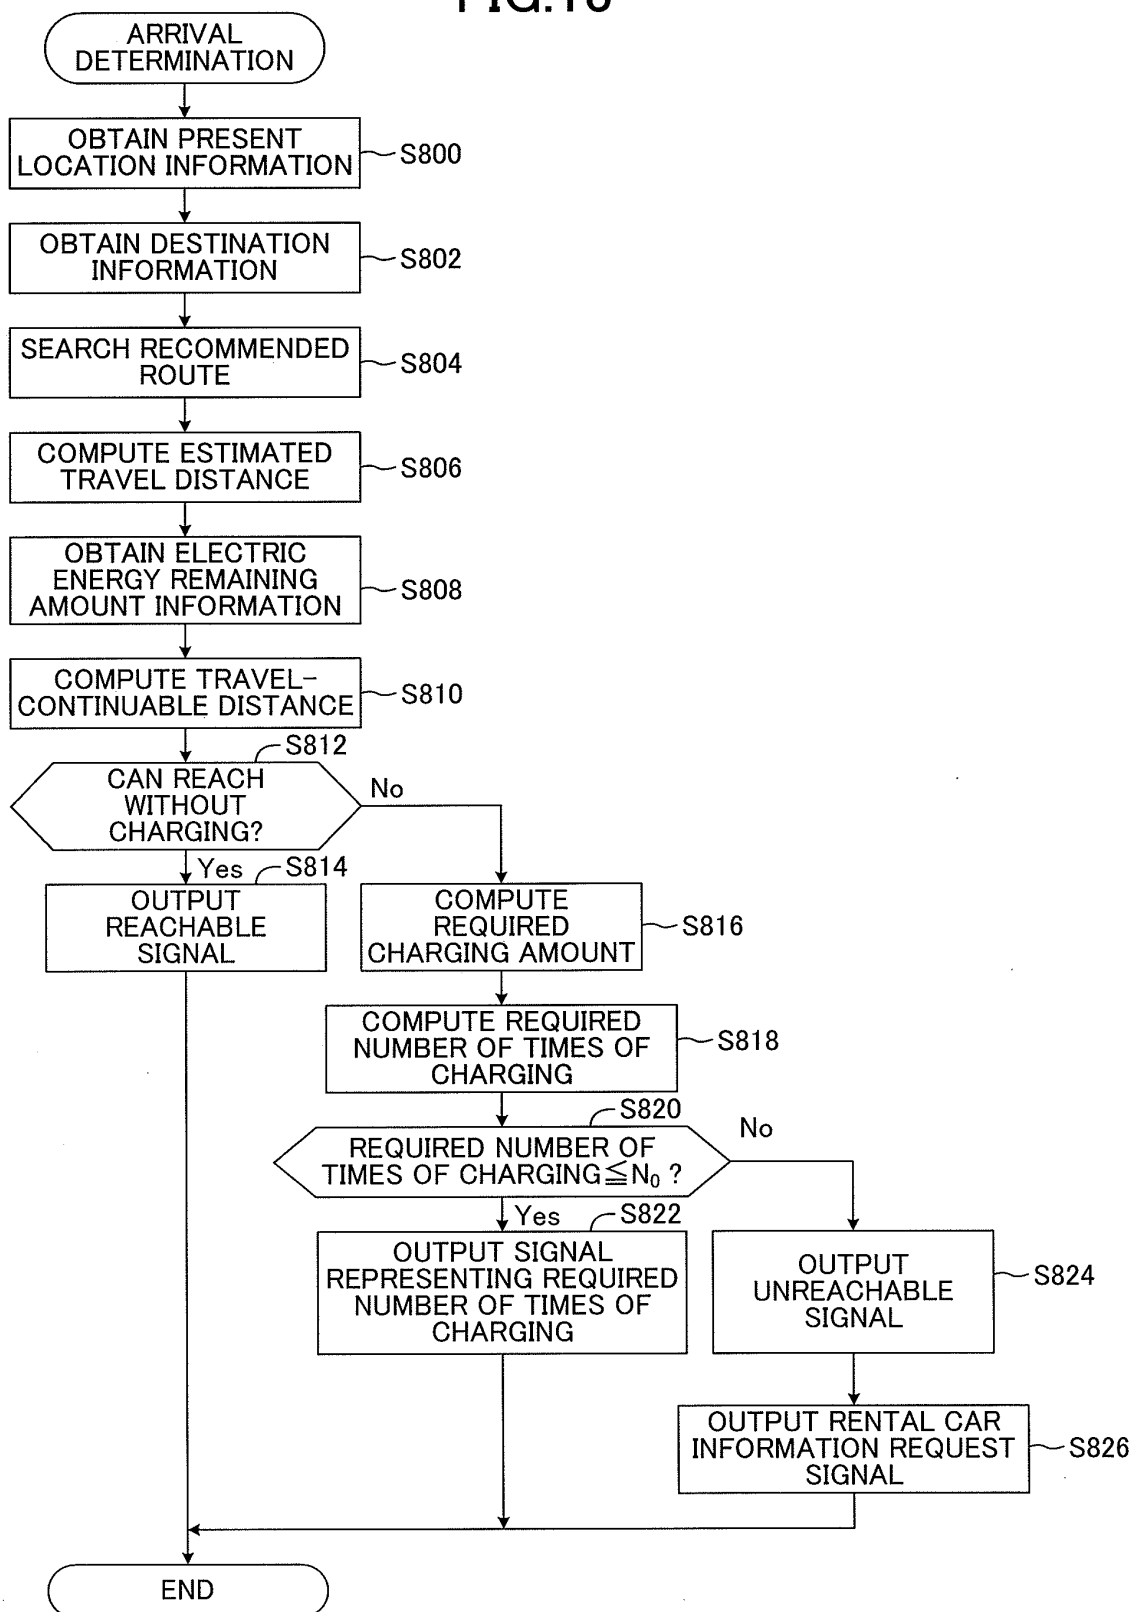 ARRIVAL
DETERMINATION
OBTAIN PRESENT
LOCATION INFORMATION
S800
OBTAIN DESTINATION
INFORMATION
S802
SEARCH RECOMMENDED
ROUTE
S804
COMPUTE ESTIMATED
TRAVEL DISTANCE
S806
OBTAIN ELECTRIC
ENERGY REMAINING
AMOUNT INFORMATION
S808
COMPUTE TRAVEL-
CONTINUABLE DISTANCE
S810
S812
CAN REACH
WITHOUT
CHARGING?
No
Yes
S814
OUTPUT
REACHABLE
SIGNAL
COMPUTE
REQUIRED
CHARGING AMOUNT
S816
COMPUTE REQUIRED
NUMBER OF TIMES OF
CHARGING
S818
S820
REQUIRED NUMBER OF
TIMES OF CHARGING≦N₀ ?
No
Yes
S822
OUTPUT SIGNAL
REPRESENTING REQUIRED
NUMBER OF TIMES OF
CHARGING
OUTPUT
UNREACHABLE
SIGNAL
S824
OUTPUT RENTAL CAR
INFORMATION REQUEST
SIGNAL
S826
END